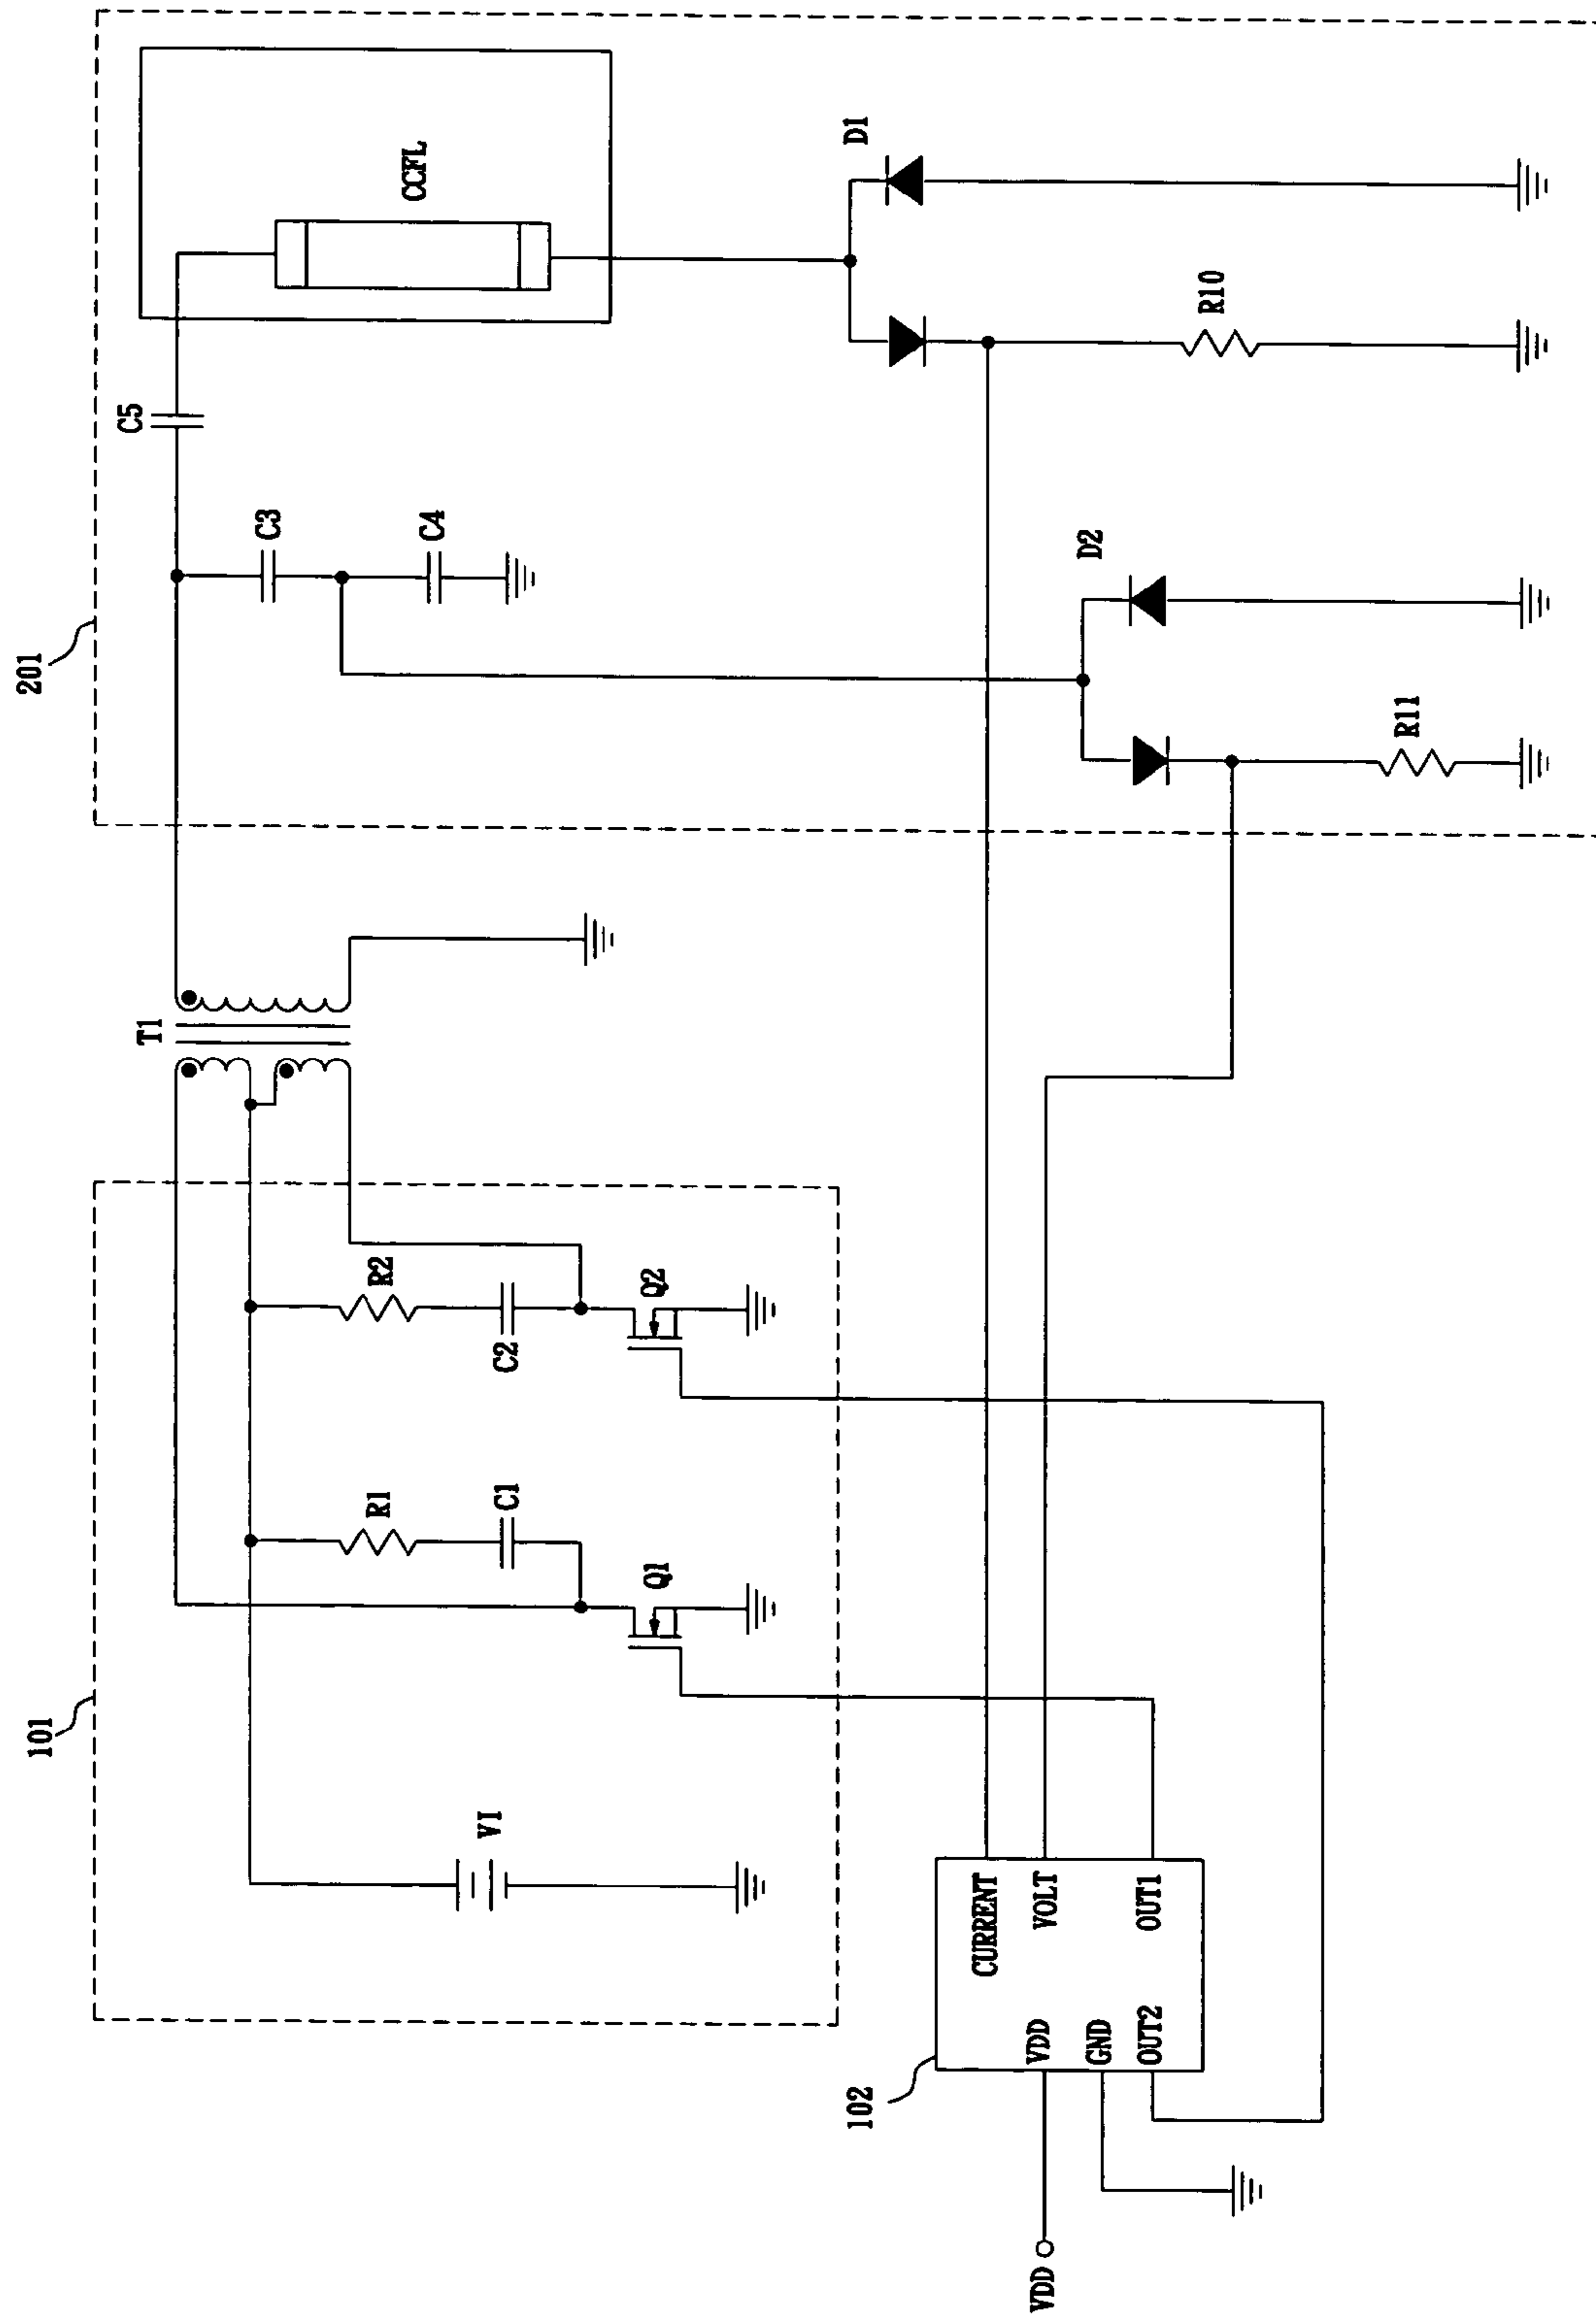 101
201
T1
C5
CCFL
C3
C4
R1
R2
C1
C2
VI
Q1
Q2
D1
D2
R10
R11
102
VDD
CURRENT
VOLT
OUT1
VDD
GND
OUT2